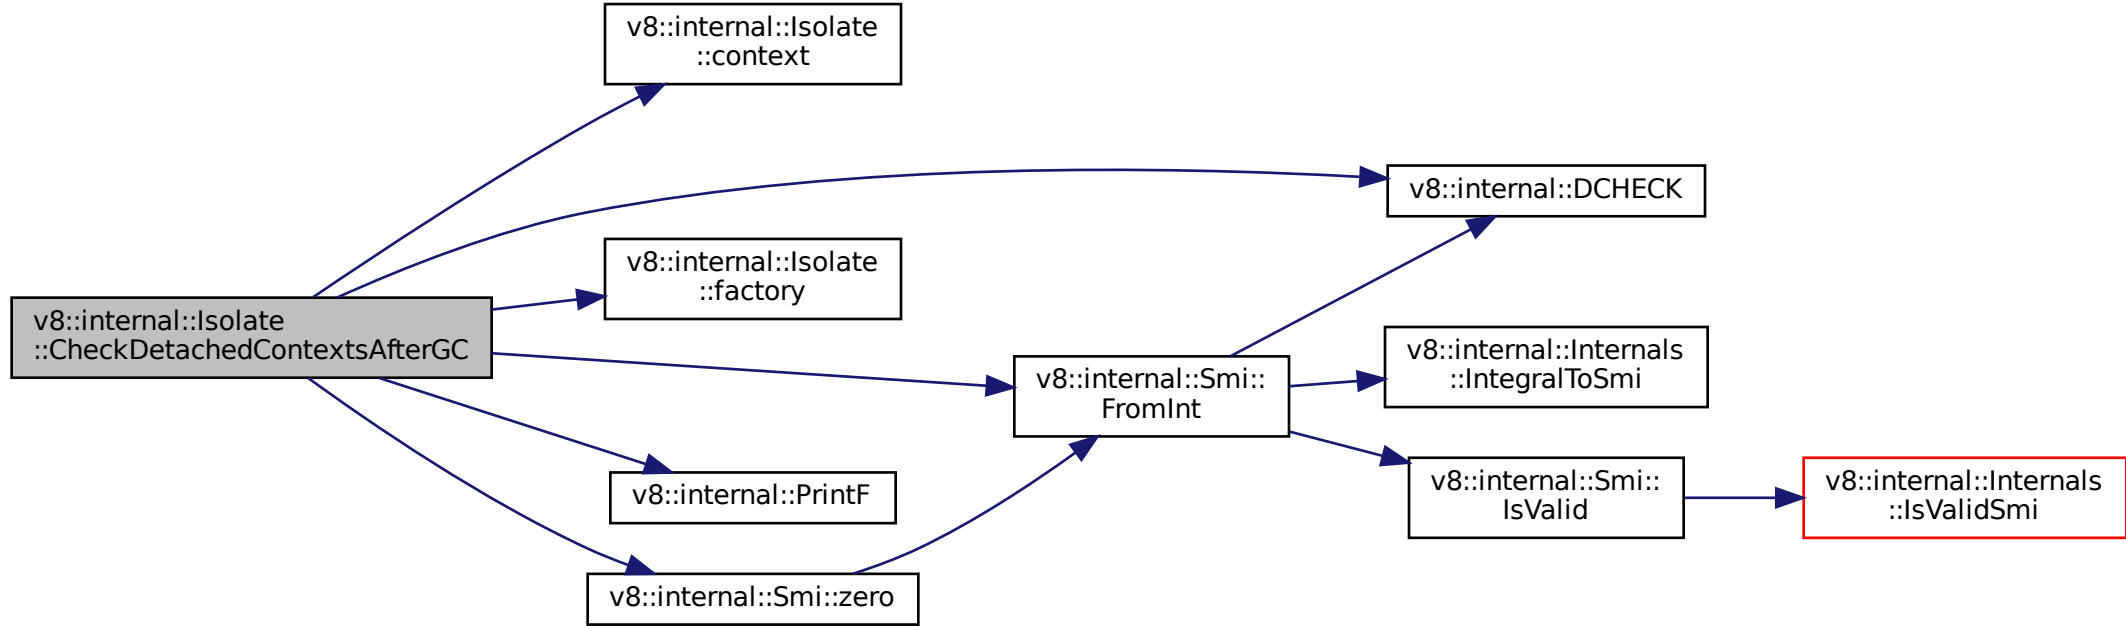 v8::internal::Isolate
::CheckDetachedContextsAfterGC
v8::internal::Isolate
::context
v8::internal::DCHECK
v8::internal::Isolate
::factory
v8::internal::Smi::
FromInt
v8::internal::Internals
::IntegralToSmi
v8::internal::Smi::
IsValid
v8::internal::Internals
::IsValidSmi
v8::internal::PrintF
v8::internal::Smi::zero